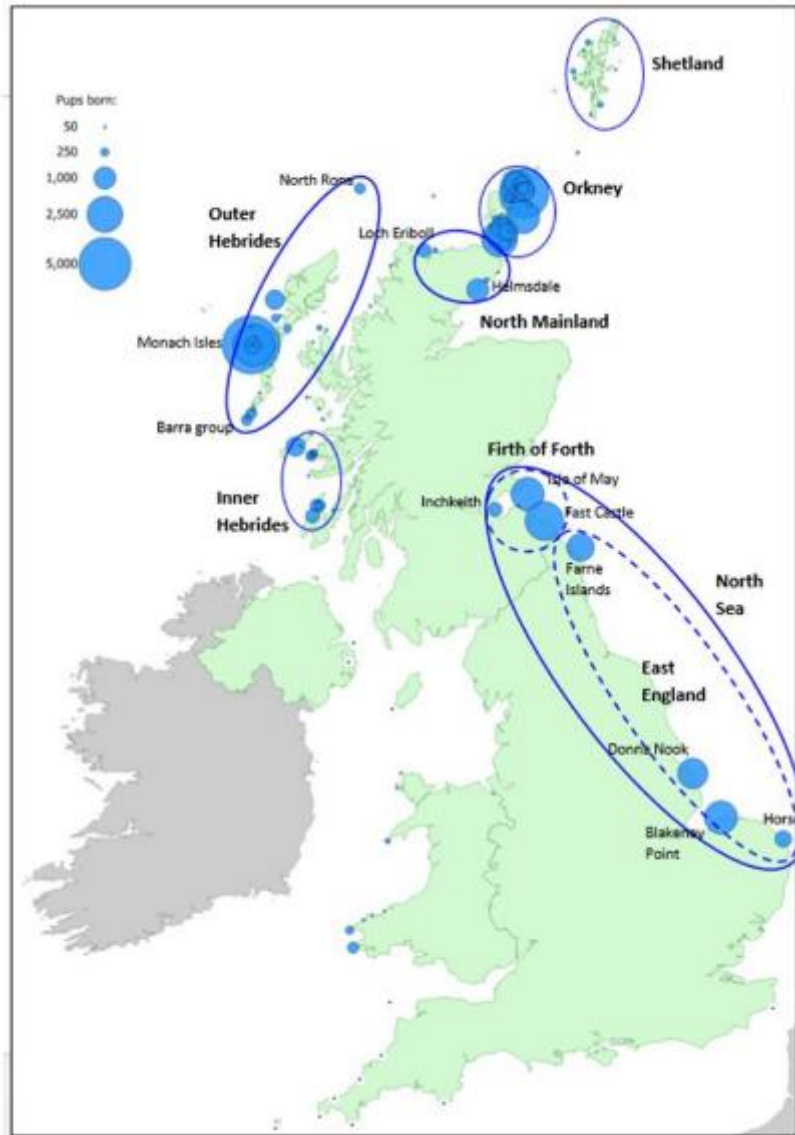 Shetland
Pups born:
50
250
1,000
2,500
5,000
North Rona
Orkney
Outer
Hebrides
Loch Eriboll
Helmsdale
North Mainland
Monach Isles
Barra group
Firth of Forth
Isle of May
Inchkeith
Fast Castle
Inner
Hebrides
Farne
Islands
North
Sea
East
England
Donna Nook
Horse
Blakeney
Point